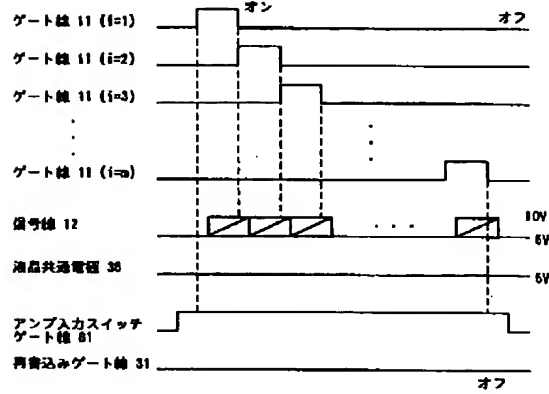 オン
オフ
ゲート線 11 (i=1)
ゲート線 11 (i=2)
ゲート線 11 (i=3)
ゲート線 11 (i=m)
信号線 12
10V
6V
液晶共通電極 36
6V
アンプ入力スイッチ
ゲート線 81
再書込みゲート線 31
オフ